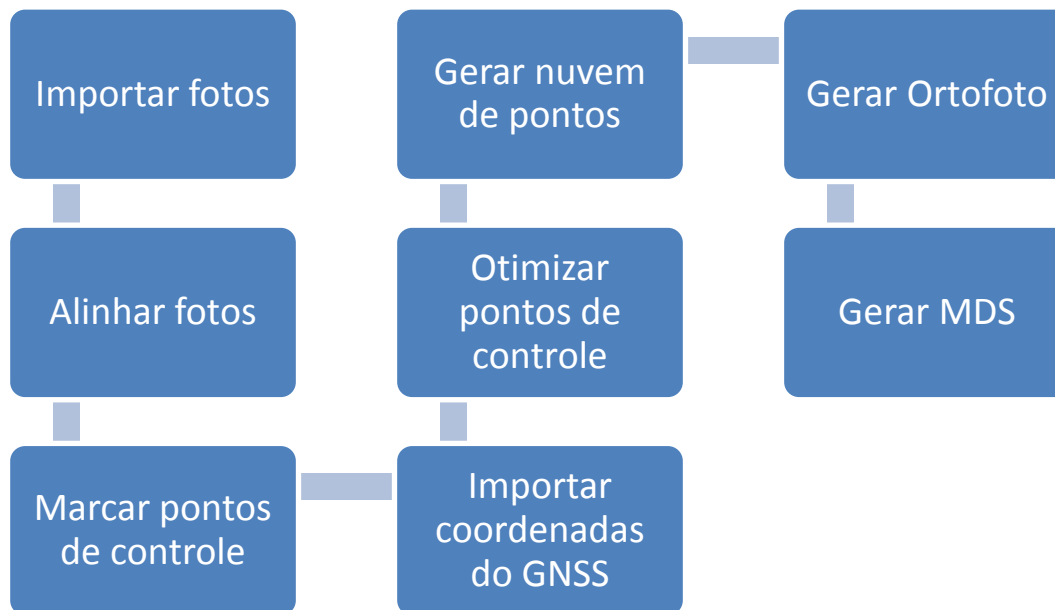 Importar fotos
Alinhar fotos
Marcar pontos
de controle
Importar
coordenadas
do GNSS
Otimizar
pontos de
controle
Gerar nuvem
de pontos
Gerar Ortofoto
Gerar MDS